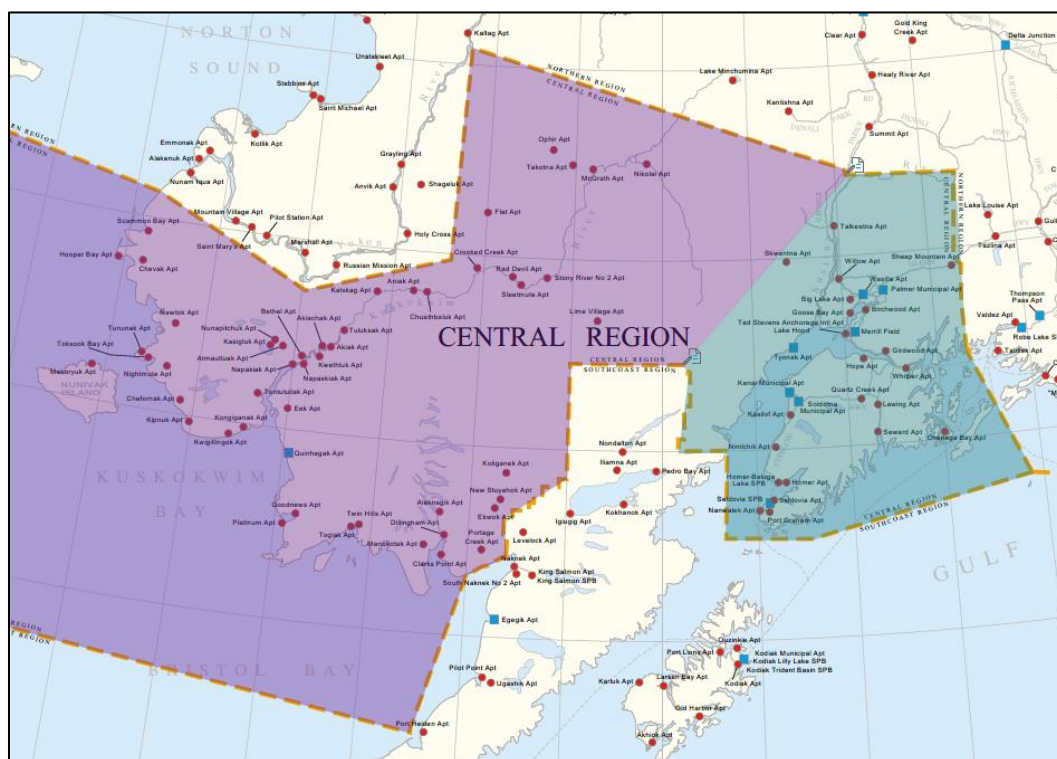 NORTON
SOUND
Kaltag Apt
Unalakleet Apt
Stebbins Apt
Saint Michael Apt
Kotlik Apt
Emmonak Apt
Alakanuk Apt
Nunam Iqua Apt
Grayling Apt
Anvik Apt
Shageluk Apt
Holy Cross Apt
Mountain Village Apt
Pilot Station Apt
Saint Mary's Apt
Marshall Apt
Russian Mission Apt
Scammon Bay Apt
Hooper Bay Apt
Chevak Apt
NORTHERN REGION
CENTRAL REGION
Clear Apt
Gold King
Creek Apt
Delta Junction
Lake Minchumina Apt
Healy River Apt
Kantishna Apt
Summit Apt
DENALI
PARK
RD
DENALI
HWY
RICHARDSON
HWY
Ophir Apt
Takotna Apt
McGrath Apt
Nikolai Apt
Flat Apt
Crooked Creek Apt
Red Devil Apt
Stony River No 2 Apt
Sleetmute Apt
Aniak Apt
Kalskag Apt
Chuathbaluk Apt
Kuskokwim
Yukon
River
Lime Village Apt
CENTRAL REGION
CENTRAL REGION
SOUTHCOAST REGION
Newtok Apt
Tununak Apt
Toksook Bay Apt
Mekoryuk Apt
NUNIVAK
ISLAND
Nightmute Apt
Chefornak Apt
Kipnuk Apt
Kwigillingok Apt
Kongiganak Apt
Nunapitchuk Apt
Kasigluk Apt
Atmautluak Apt
Napakiak Apt
Bethel Apt
Akiachak Apt
Tuluksak Apt
Akiak Apt
Kwethluk Apt
Napaskiak Apt
Tuntutuliak Apt
Eek Apt
Quinhagak Apt
KUSKOKWIM
BAY
Goodnews Apt
Platinum Apt
Twin Hills Apt
Togiak Apt
Manokotak Apt
Dillingham Apt
Aleknagik Apt
Clarks Point Apt
Koliganek Apt
New Stuyahok Apt
Ekwok Apt
Portage
Creek Apt
Levelock Apt
Igiugig Apt
Naknek Apt
King Salmon Apt
King Salmon SPB
South Naknek No 2 Apt
Egegik Apt
BRISTOL BAY
Pilot Point Apt
Ugashik Apt
Port Heiden Apt
Nondalton Apt
Iliamna Apt
Pedro Bay Apt
Kokhanok Apt
Talkeetna Apt
Skwentna Apt
Willow Apt
Wasilla Apt
Palmer Municipal Apt
Sheep Mountain Apt
Big Lake Apt
Goose Bay Apt
Birchwood Apt
Ted Stevens Anchorage Intl Apt
Lake Hood
Merrill Field
Tyonek Apt
Girdwood Apt
Hope Apt
Whittier Apt
Kenai Municipal Apt
Quartz Creek Apt
Soldotna
Municipal Apt
Lawing Apt
Kasilof Apt
Seward Apt
Chenega Bay Apt
Ninilchik Apt
Homer-Beluga
Lake SPB
Homer Apt
Seldovia SPB
Seldovia Apt
Nanwalek Apt
Port Graham Apt
CENTRAL REGION
SOUTHCOAST REGION
NORTHERN REGION
CENTRAL REGION
Lake Louise Apt
Tazlina Apt
Thompson
Pass Apt
Valdez Apt
Robe Lake S
Tatitlek Apt
GULF
Ouzinkie Apt
Port Lions Apt
Kodiak Municipal Apt
Kodiak Lilly Lake SPB
Kodiak Trident Basin SPB
Kodiak Apt
Karluk Apt
Larsen Bay Apt
Old Harbor Apt
Akhiok Apt